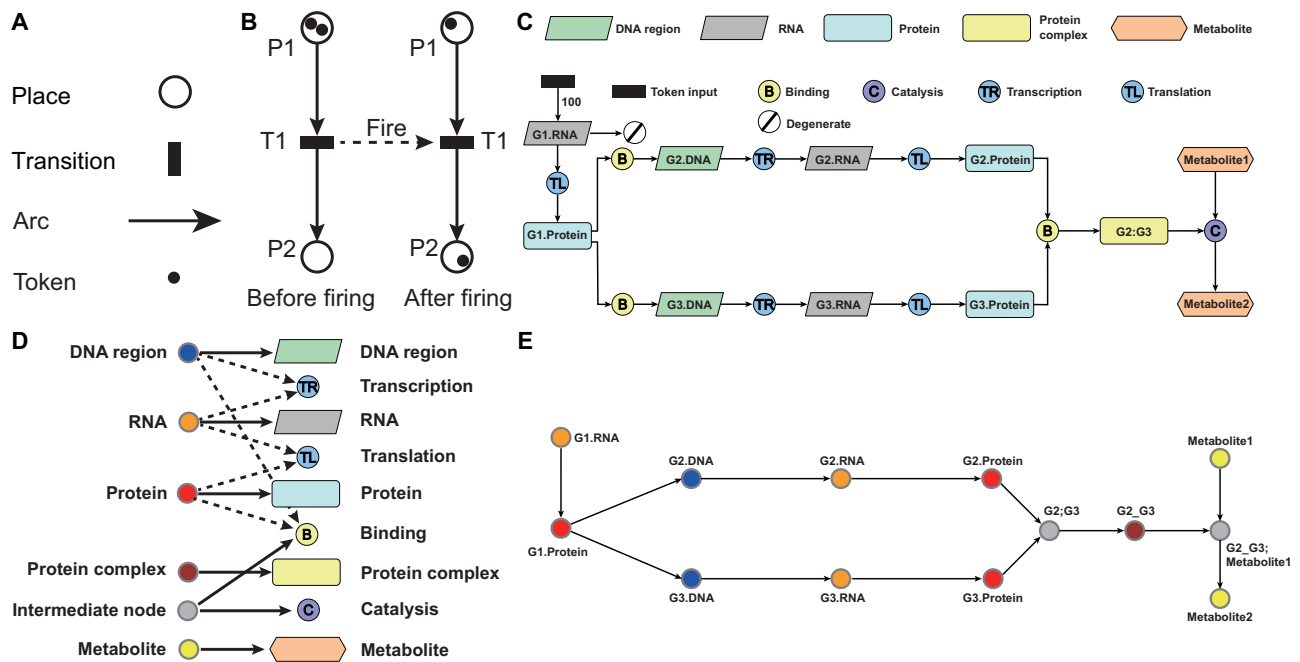 A
Place
Transition
Arc
Token
B
P1
P1
T1
Fire
T1
P2
P2
Before firing
After firing
C
DNA region
RNA
Protein
Protein
complex
Metabolite
Token input
B
Binding
C
Catalysis
TR
Transcription
TL
Translation
Degenerate
100
G1.RNA
TL
G1.Protein
B
G2.DNA
TR
G2.RNA
TL
G2.Protein
B
G3.DNA
TR
G3.RNA
TL
G3.Protein
B
G2:G3
Metabolite1
C
Metabolite2
D
DNA region
DNA region
TR
Transcription
RNA
RNA
TL
Translation
Protein
Protein
B
Binding
Protein complex
Protein complex
Intermediate node
C
Catalysis
Metabolite
Metabolite
E
G1.RNA
G1.Protein
G2.DNA
G2.RNA
G2.Protein
G3.DNA
G3.RNA
G3.Protein
G2;G3
G2_G3
Metabolite1
G2_G3;
Metabolite1
Metabolite2